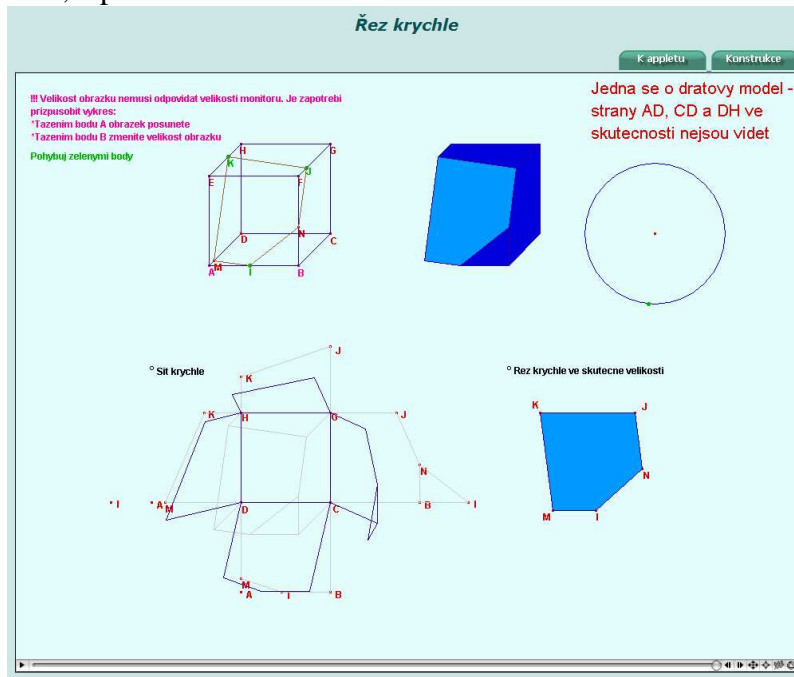 Řez krychle
K appletu Konstrukce
!!! Velikost obrazku nemusi odpovidat velikosti monitoru. Je zapotrebi
prizpusobit vykres:
*Tazenim bodu A obrazek posunete
*Tazenim bodu B zmenite velikost obrazku
Pohybuj zelenymi body
Jedna se o dratovy model -
strany AD, CD a DH ve
skutecnosti nejsou videt
H G
K
J
E F
N
D C
M
A I B
Sit krychle
J
K
K H G J
N
I A M D C B I
M
A I B
Rez krychle ve skutecne velikosti
K J
N
M I